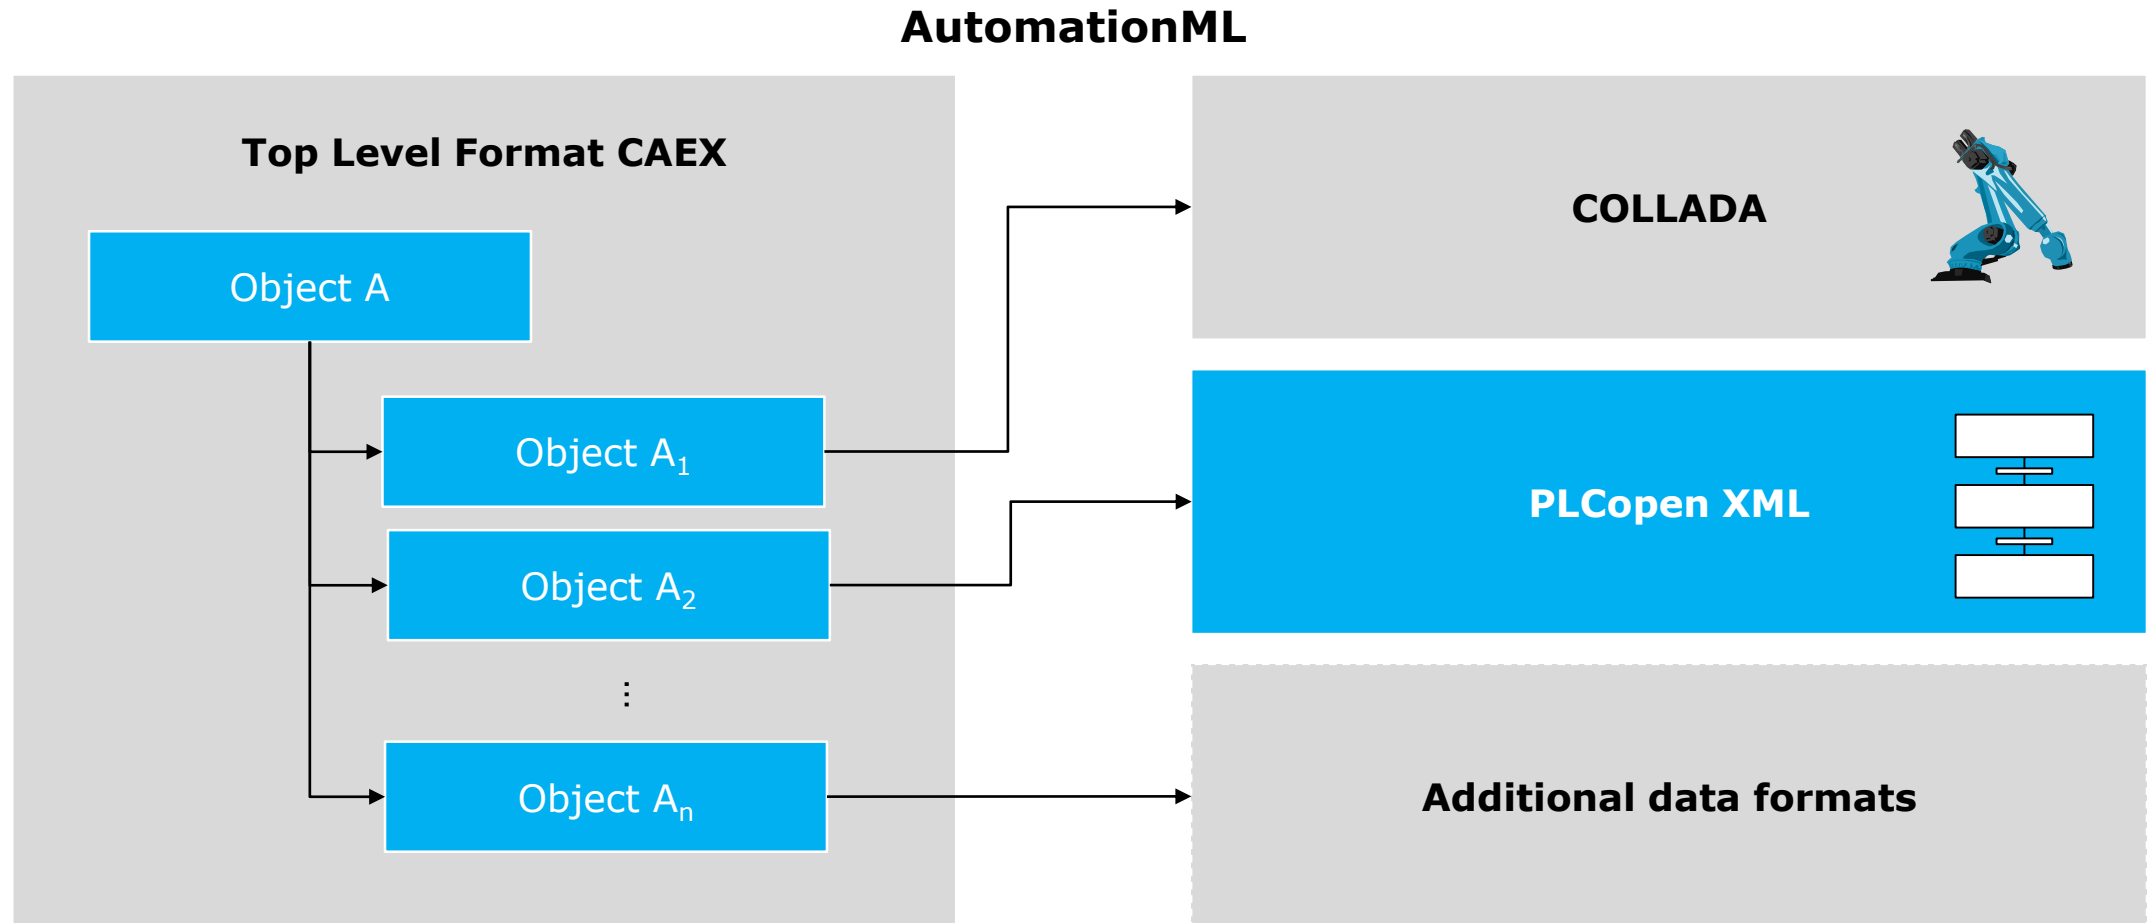 AutomationML
Top Level Format CAEX
Object A
Object A₁
Object A₂
...
Object Aₙ
COLLADA
PLCopen XML
Additional data formats